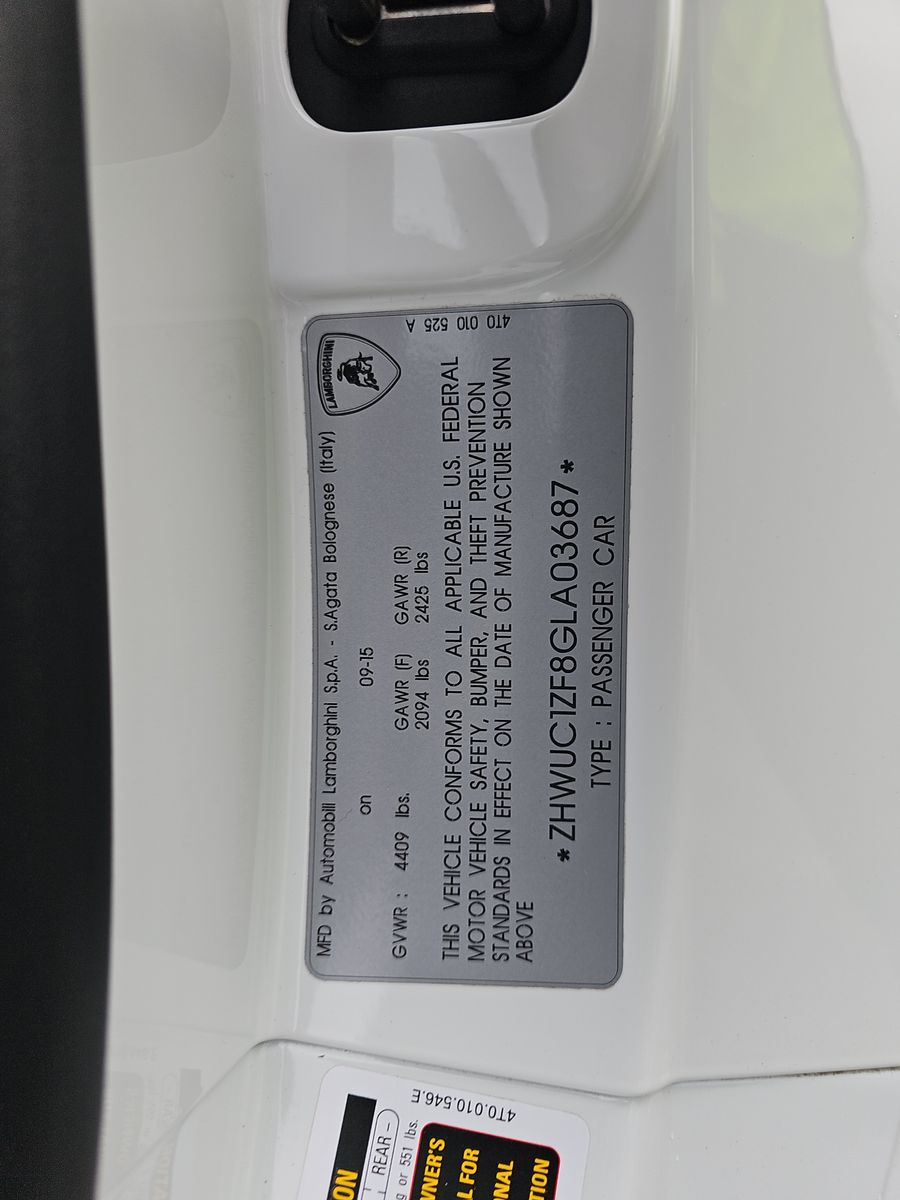 MFD by Automobili Lamborghini S.p.A. - S.Agata Bolognese (Italy)
LAMBORGHINI
on 09-15
GVWR : 4409 lbs. GAWR (F) GAWR (R)
2094 lbs 2425 lbs
THIS VEHICLE CONFORMS TO ALL APPLICABLE U.S. FEDERAL
MOTOR VEHICLE SAFETY, BUMPER, AND THEFT PREVENTION
STANDARDS IN EFFECT ON THE DATE OF MANUFACTURE SHOWN
ABOVE
*ZHWUC1ZF8GLA03687*
TYPE : PASSENGER CAR
4T0 010 525 A
ON
REAR -
g or 551 lbs.
WNER'S
L FOR
NAL
TION
4T0.010.546.E